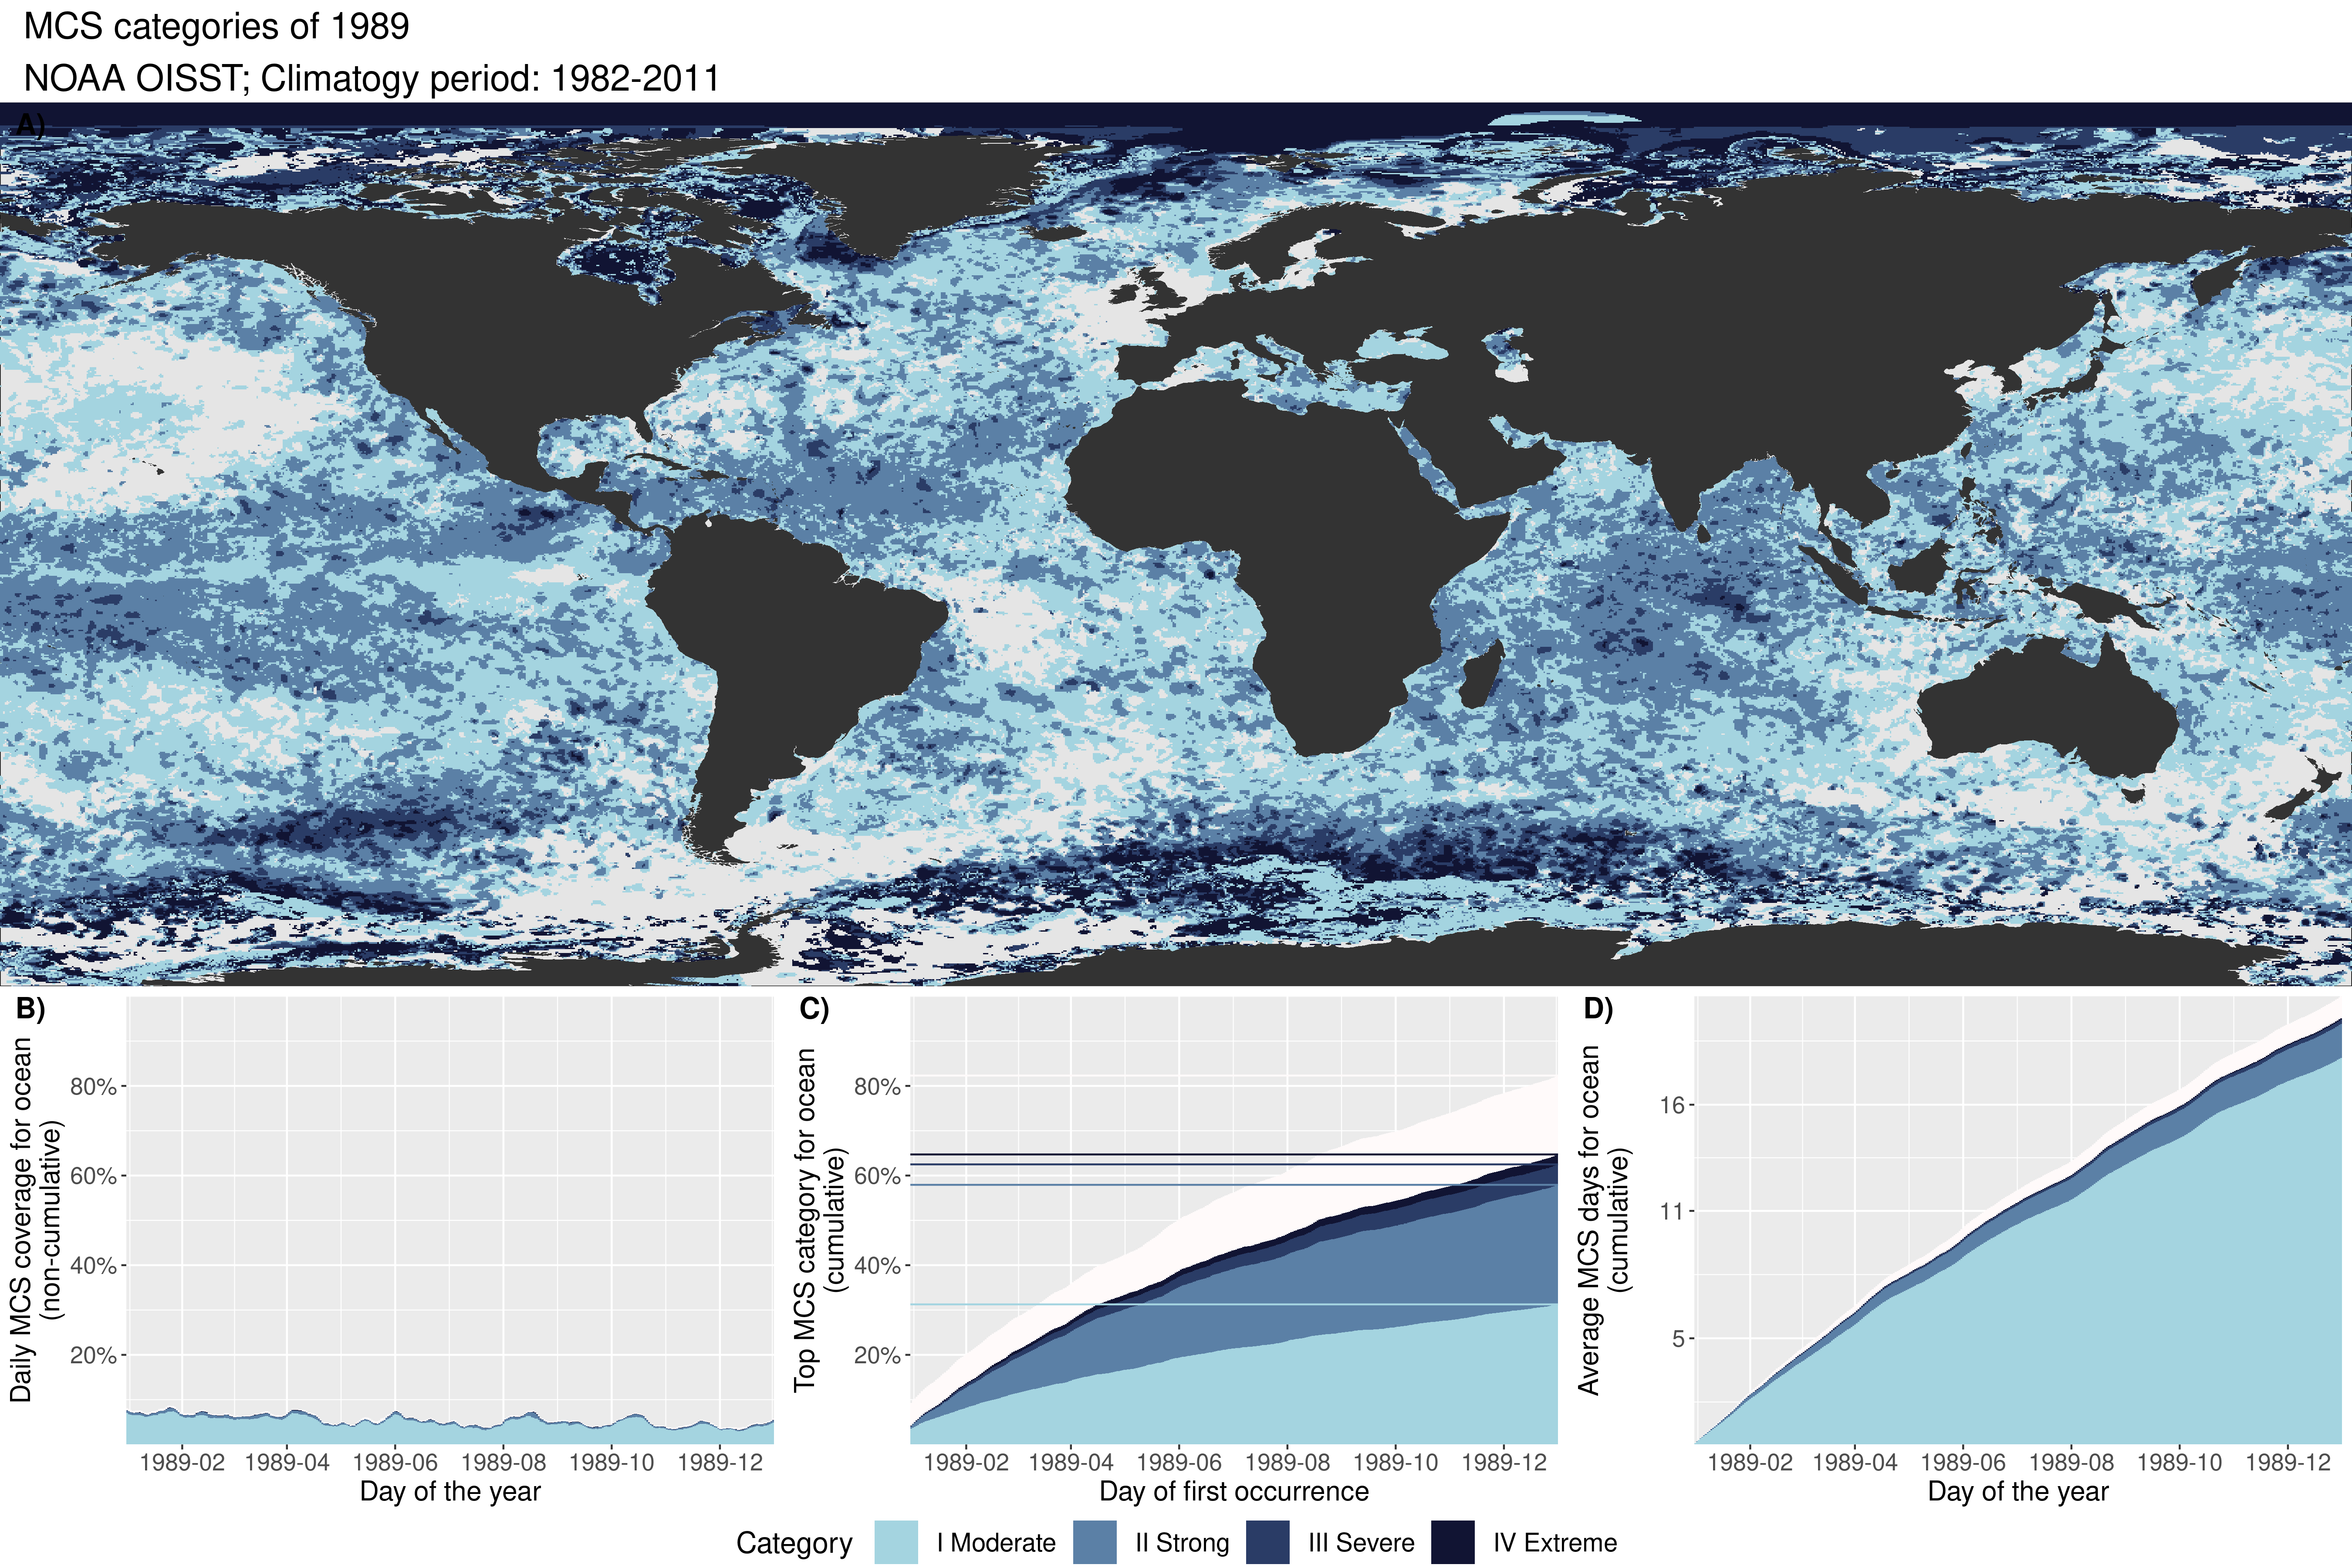 MCS categories of 1989
NOAA OISST; Climatogy period: 1982-2011
A)
B)
Daily MCS coverage for ocean
(non-cumulative)
80%
60%
40%
20%
1989-02 1989-04 1989-06 1989-08 1989-10 1989-12
Day of the year
C)
Top MCS category for ocean
(cumulative)
80%
60%
40%
20%
1989-02 1989-04 1989-06 1989-08 1989-10 1989-12
Day of first occurrence
D)
Average MCS days for ocean
(cumulative)
16
11
5
1989-02 1989-04 1989-06 1989-08 1989-10 1989-12
Day of the year
Category I Moderate II Strong III Severe IV Extreme